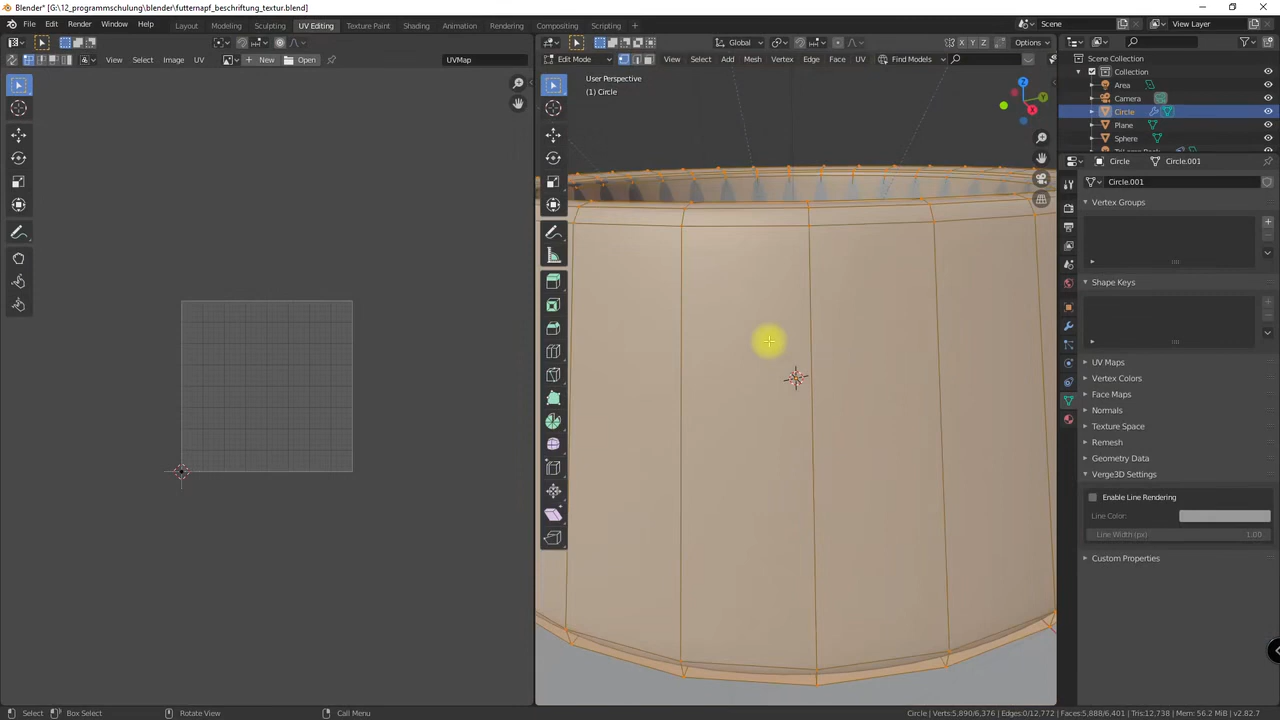 Blender* [G:\12_programmschulung\blender\futternapf_beschriftung_textur.blend]
File Edit Render Window Help Layout Modeling Sculpting UV Editing Texture Paint Shading Animation Rendering Compositing Scripting Scene View Layer
Global Options
View Select Image UV New Open UVMap Edit Mode View Select Add Mesh Vertex Edge Face UV Find Models
User Perspective
(1) Circle
X Y Z
Z Y X
Scene Collection
Collection
Area
Camera
Circle
Plane
Sphere
Circle Circle.001
Circle.001
Vertex Groups
Shape Keys
UV Maps
Vertex Colors
Face Maps
Normals
Texture Space
Remesh
Geometry Data
Verge3D Settings
Enable Line Rendering
Line Color:
Line Width (px) 1.00
Custom Properties
Select Box Select Rotate View Call Menu Circle | Verts:5,890/6,376 | Edges:0/12,772 | Faces:5,888/6,401 | Tris:12,738 | Mem: 56.2 MiB | v2.82.7